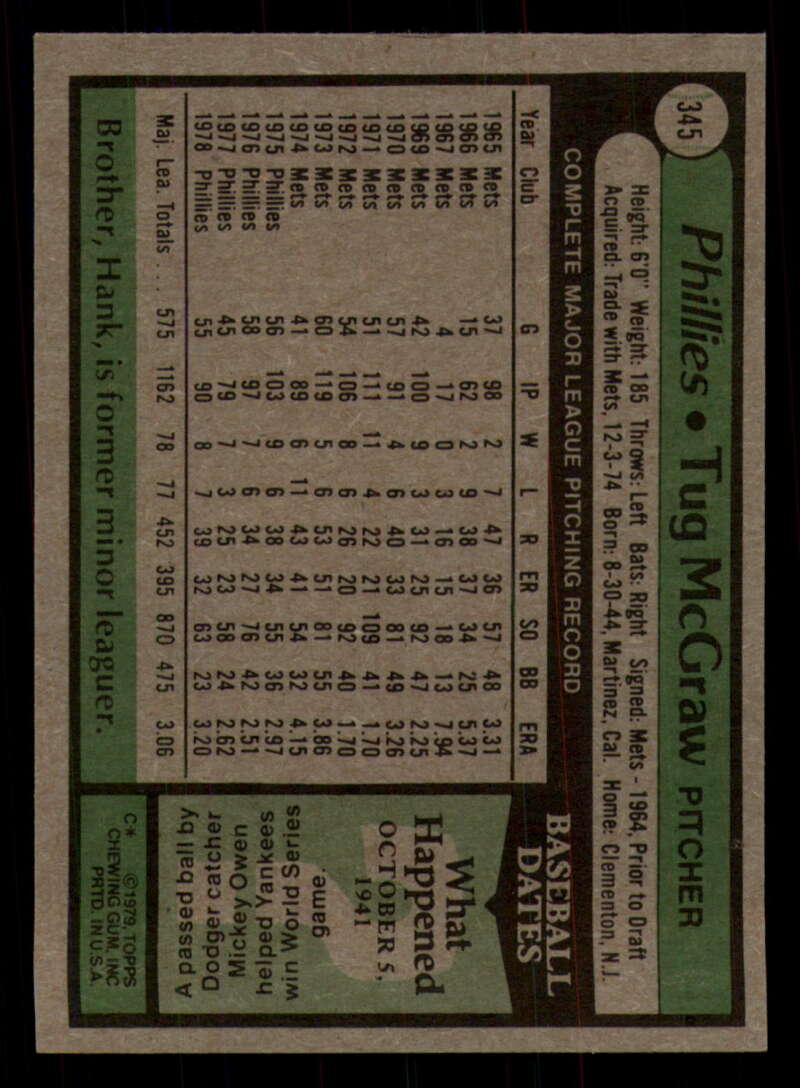 345
Phillies • Tug McGraw PITCHER
Height: 6'0" Weight: 185 Throws: Left Bats: Right Signed: Mets - 1964, Prior to Draft
Acquired: Trade with Mets, 12-3-74 Born: 8-30-44, Martinez, Cal. Home: Clementon, N.J.
COMPLETE MAJOR LEAGUE PITCHING RECORD
Year Club G IP W L R ER SO BB ERA
1965 Mets 37 98 2 7 47 36 57 48 3.31
1966 Mets 15 62 2 9 38 37 34 25 5.37
1967 Mets 4 17 0 3 16 15 18 13 7.94
1969 Mets 42 100 9 3 31 25 92 47 2.25
1970 Mets 57 91 4 6 40 33 81 49 3.26
1971 Mets 51 111 11 4 22 21 109 41 1.70
1972 Mets 54 106 8 6 26 20 92 40 1.70
1973 Mets 60 119 5 6 53 51 81 55 3.86
1974 Mets 41 89 6 11 43 41 54 32 4.15
1975 Phillies 56 103 9 6 38 34 55 36 2.97
1976 Phillies 58 97 7 6 34 27 76 42 2.51
1977 Phillies 45 79 7 3 25 23 58 24 2.62
1978 Phillies 55 90 8 7 39 32 63 23 3.20
Maj. Lea. Totals . . . 575 1162 78 77 452 395 870 475 3.06
Brother, Hank, is former minor leaguer.
BASEBALL
DATES
What
Happened
OCTOBER 5,
1941
A passed ball by
Dodger catcher
Mickey Owen
helped Yankees
win World Series
game.
C* ©1979, TOPPS
CHEWING GUM, INC
PRTD. IN U.S.A.